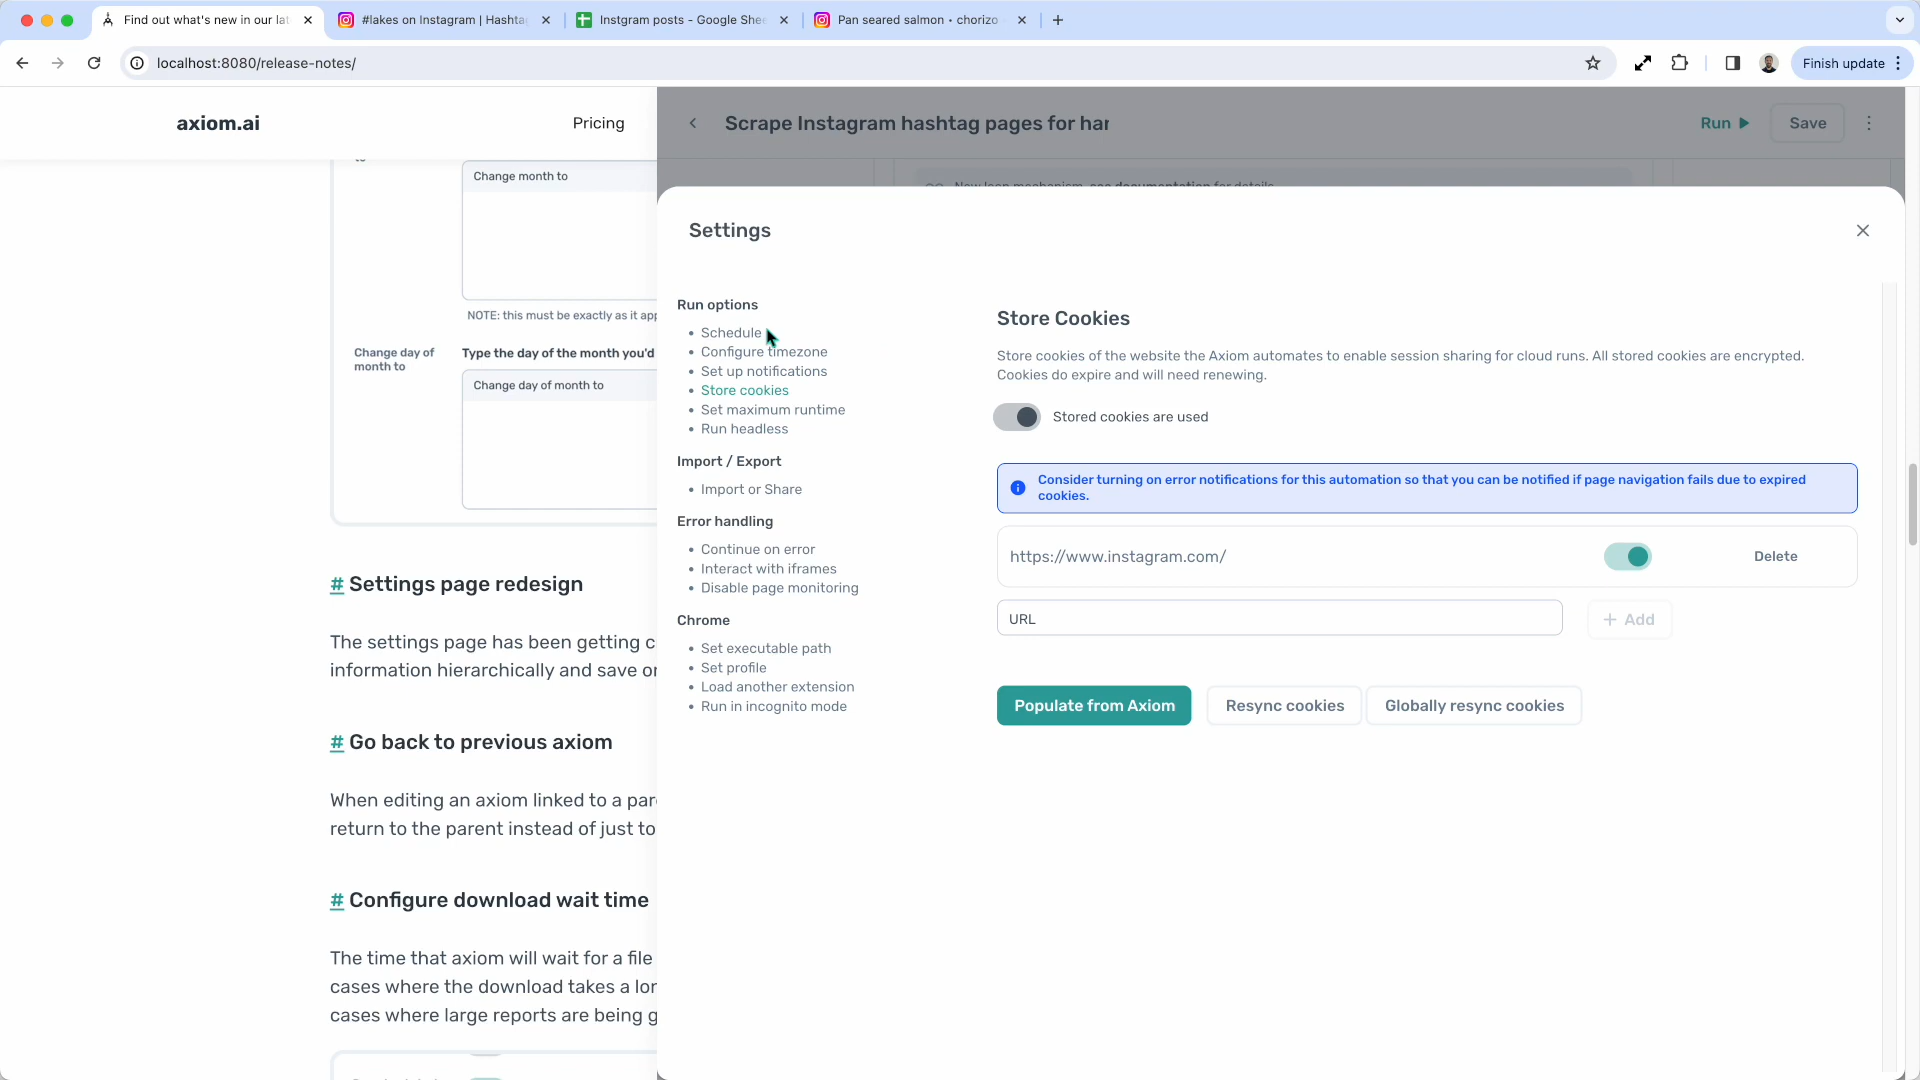 Find out what's new in our lat
#lakes on Instagram | Hashta
Instgram posts - Google Shee
Pan seared salmon • chorizo
localhost:8080/release-notes/
Finish update
axiom.ai
Pricing
Scrape Instagram hashtag pages for har
Run
Save
to
Change month to
NOTE: this must be exactly as it app
Change day of
month to
Type the day of the month you'd
Change day of month to
# Settings page redesign
The settings page has been getting c
information hierarchically and save or
# Go back to previous axiom
When editing an axiom linked to a pare
return to the parent instead of just to
# Configure download wait time
The time that axiom will wait for a file
cases where the download takes a lon
cases where large reports are being g
New loop mechanism, see documentation for details
Settings
Run options
Schedule
Configure timezone
Set up notifications
Store cookies
Set maximum runtime
Run headless
Import / Export
Import or Share
Error handling
Continue on error
Interact with iframes
Disable page monitoring
Chrome
Set executable path
Set profile
Load another extension
Run in incognito mode
Store Cookies
Store cookies of the website the Axiom automates to enable session sharing for cloud runs. All stored cookies are encrypted.
Cookies do expire and will need renewing.
Stored cookies are used
Consider turning on error notifications for this automation so that you can be notified if page navigation fails due to expired
cookies.
https://www.instagram.com/
Delete
URL
+ Add
Populate from Axiom
Resync cookies
Globally resync cookies